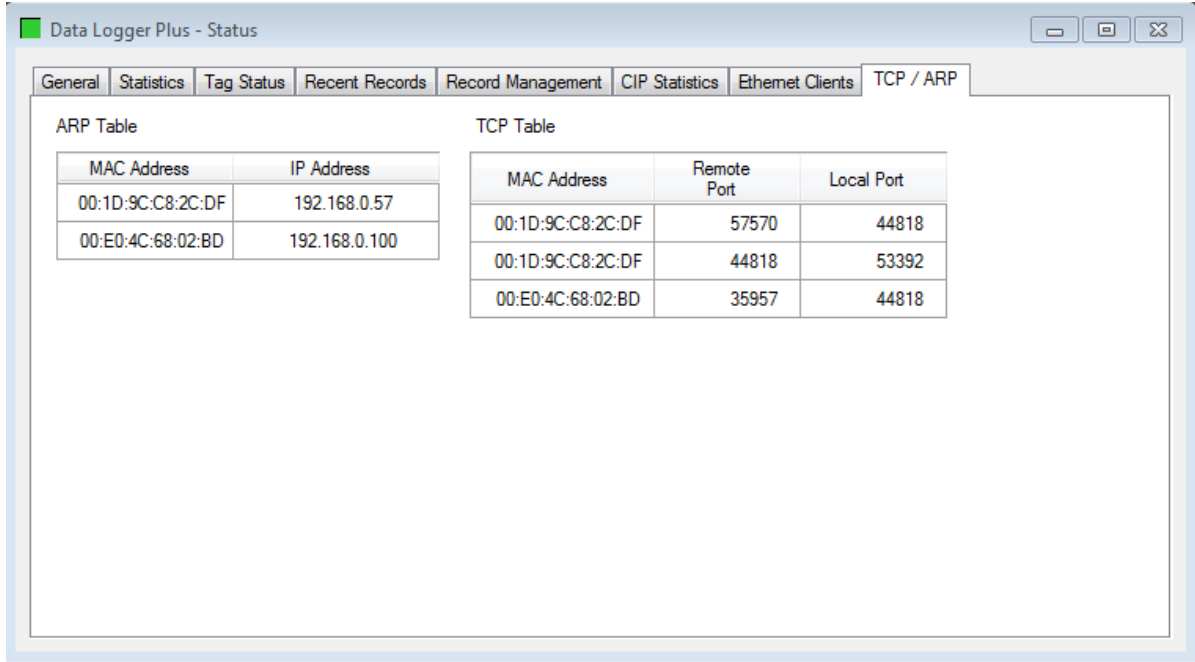 Data Logger Plus - Status
General Statistics Tag Status Recent Records Record Management CIP Statistics Ethernet Clients TCP / ARP
ARP Table
MAC Address IP Address
00:1D:9C:C8:2C:DF 192.168.0.57
00:E0:4C:68:02:BD 192.168.0.100
TCP Table
MAC Address Remote Port Local Port
00:1D:9C:C8:2C:DF 57570 44818
00:1D:9C:C8:2C:DF 44818 53392
00:E0:4C:68:02:BD 35957 44818